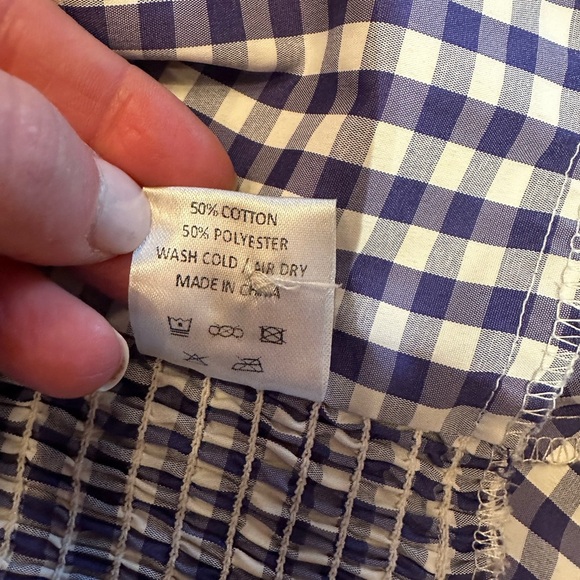 50% COTTON
50% POLYESTER
WASH COLD / AIR DRY
MADE IN CHINA